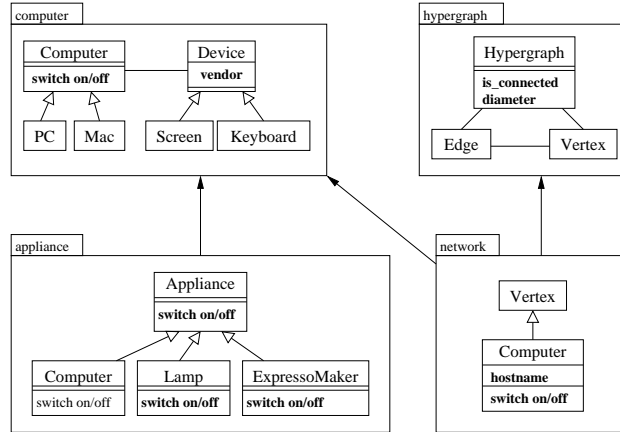 computer
Computer
switch on/off
Device
vendor
PC
Mac
Screen
Keyboard
hypergraph
Hypergraph
is_connected
diameter
Edge
Vertex
appliance
Appliance
switch on/off
Computer
switch on/off
Lamp
switch on/off
ExpressoMaker
switch on/off
network
Vertex
Computer
hostname
switch on/off